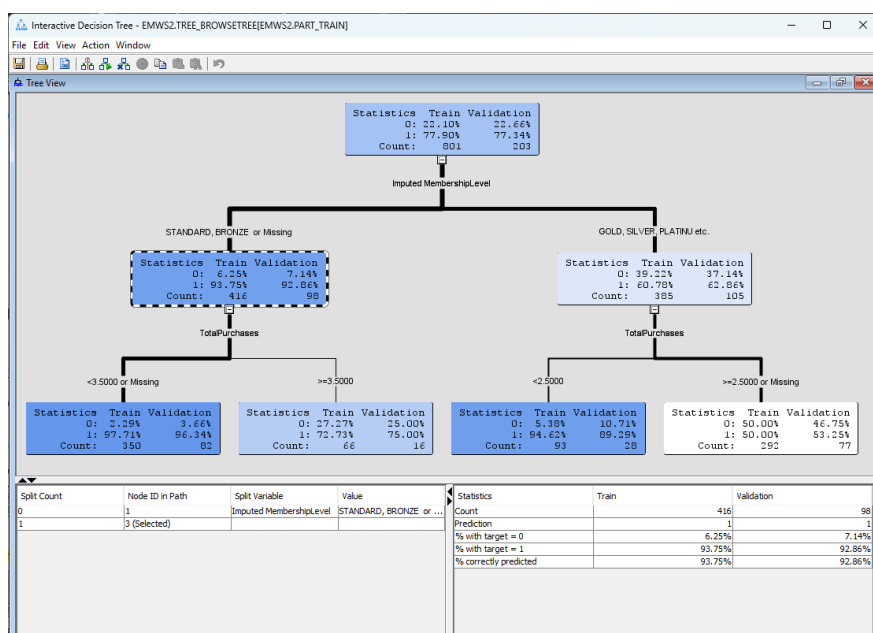 Interactive Decision Tree - EMWS2.TREE_BROWSETREE[EMWS2.PART_TRAIN]
File Edit View Action Window
Tree View
Statistics Train Validation
0: 22.10% 22.66%
1: 77.90% 77.34%
Count: 801 203
Imputed MembershipLevel
STANDARD, BRONZE or Missing
GOLD, SILVER, PLATINU etc.
Statistics Train Validation
0: 6.25% 7.14%
1: 93.75% 92.86%
Count: 416 98
Statistics Train Validation
0: 39.22% 37.14%
1: 60.78% 62.86%
Count: 385 105
TotalPurchases
TotalPurchases
<3.5000 or Missing
>=3.5000
<2.5000
>=2.5000 or Missing
Statistics Train Validation
0: 2.29% 3.66%
1: 97.71% 96.34%
Count: 350 82
Statistics Train Validation
0: 27.27% 25.00%
1: 72.73% 75.00%
Count: 66 16
Statistics Train Validation
0: 5.38% 10.71%
1: 94.62% 89.29%
Count: 93 28
Statistics Train Validation
0: 50.00% 46.75%
1: 50.00% 53.25%
Count: 292 77
Split Count Node ID in Path Split Variable Value
0 1 Imputed MembershipLevel STANDARD, BRONZE or ...
1 3 (Selected)
Statistics Train Validation
Count 416 98
Prediction 1 1
% with target = 0 6.25% 7.14%
% with target = 1 93.75% 92.86%
% correctly predicted 93.75% 92.86%